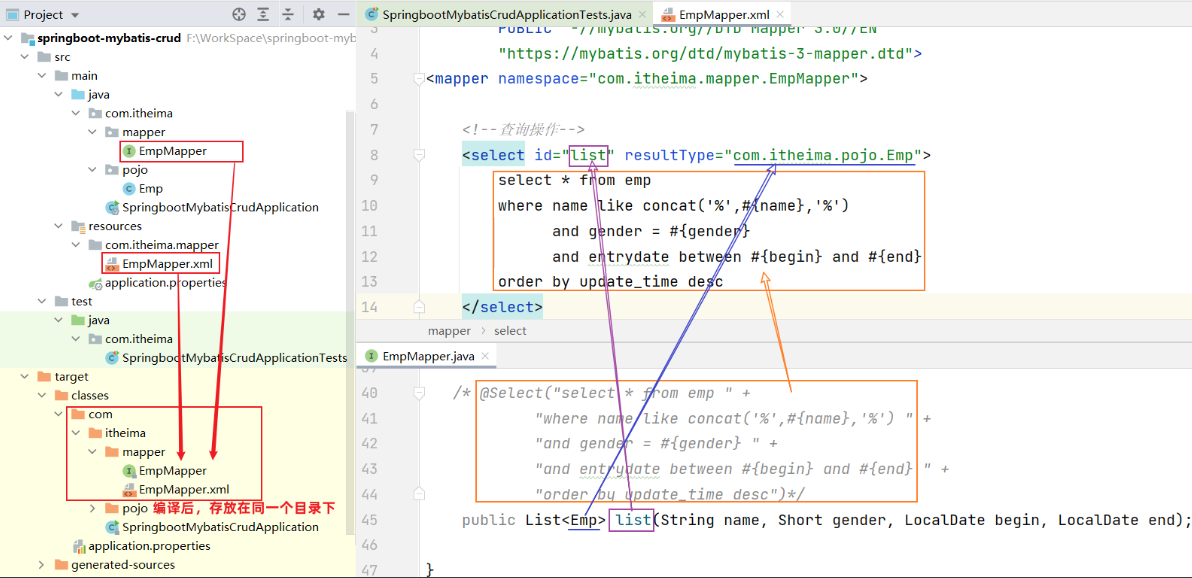 Project
springboot-mybatis-crud F:\WorkSpace\springboot-myb
src
main
java
com.itheima
mapper
EmpMapper
pojo
Emp
SpringbootMybatisCrudApplication
resources
com.itheima.mapper
EmpMapper.xml
application.properties
test
java
com.itheima
SpringbootMybatisCrudApplicationTests
target
classes
com
itheima
mapper
EmpMapper
EmpMapper.xml
pojo 编译后，存放在同一个目录下
SpringbootMybatisCrudApplication
application.properties
generated-sources
SpringbootMybatisCrudApplicationTests.java EmpMapper.xml
3 PUBLIC "-//mybatis.org//DTD Mapper 3.0//EN"
4 "https://mybatis.org/dtd/mybatis-3-mapper.dtd">
5 <mapper namespace="com.itheima.mapper.EmpMapper">
6
7 <!--查询操作-->
8 <select id="list" resultType="com.itheima.pojo.Emp">
9 select * from emp
10 where name like concat('%',#{name},'%')
11 and gender = #{gender}
12 and entrydate between #{begin} and #{end}
13 order by update_time desc
14 </select>
mapper select
EmpMapper.java
40 /* @Select("select * from emp " +
41 "where name like concat('%',#{name},'%') " +
42 "and gender = #{gender} " +
43 "and entrydate between #{begin} and #{end} " +
44 "order by update_time desc")*/
45 public List<Emp> list(String name, Short gender, LocalDate begin, LocalDate end);
46
47 }